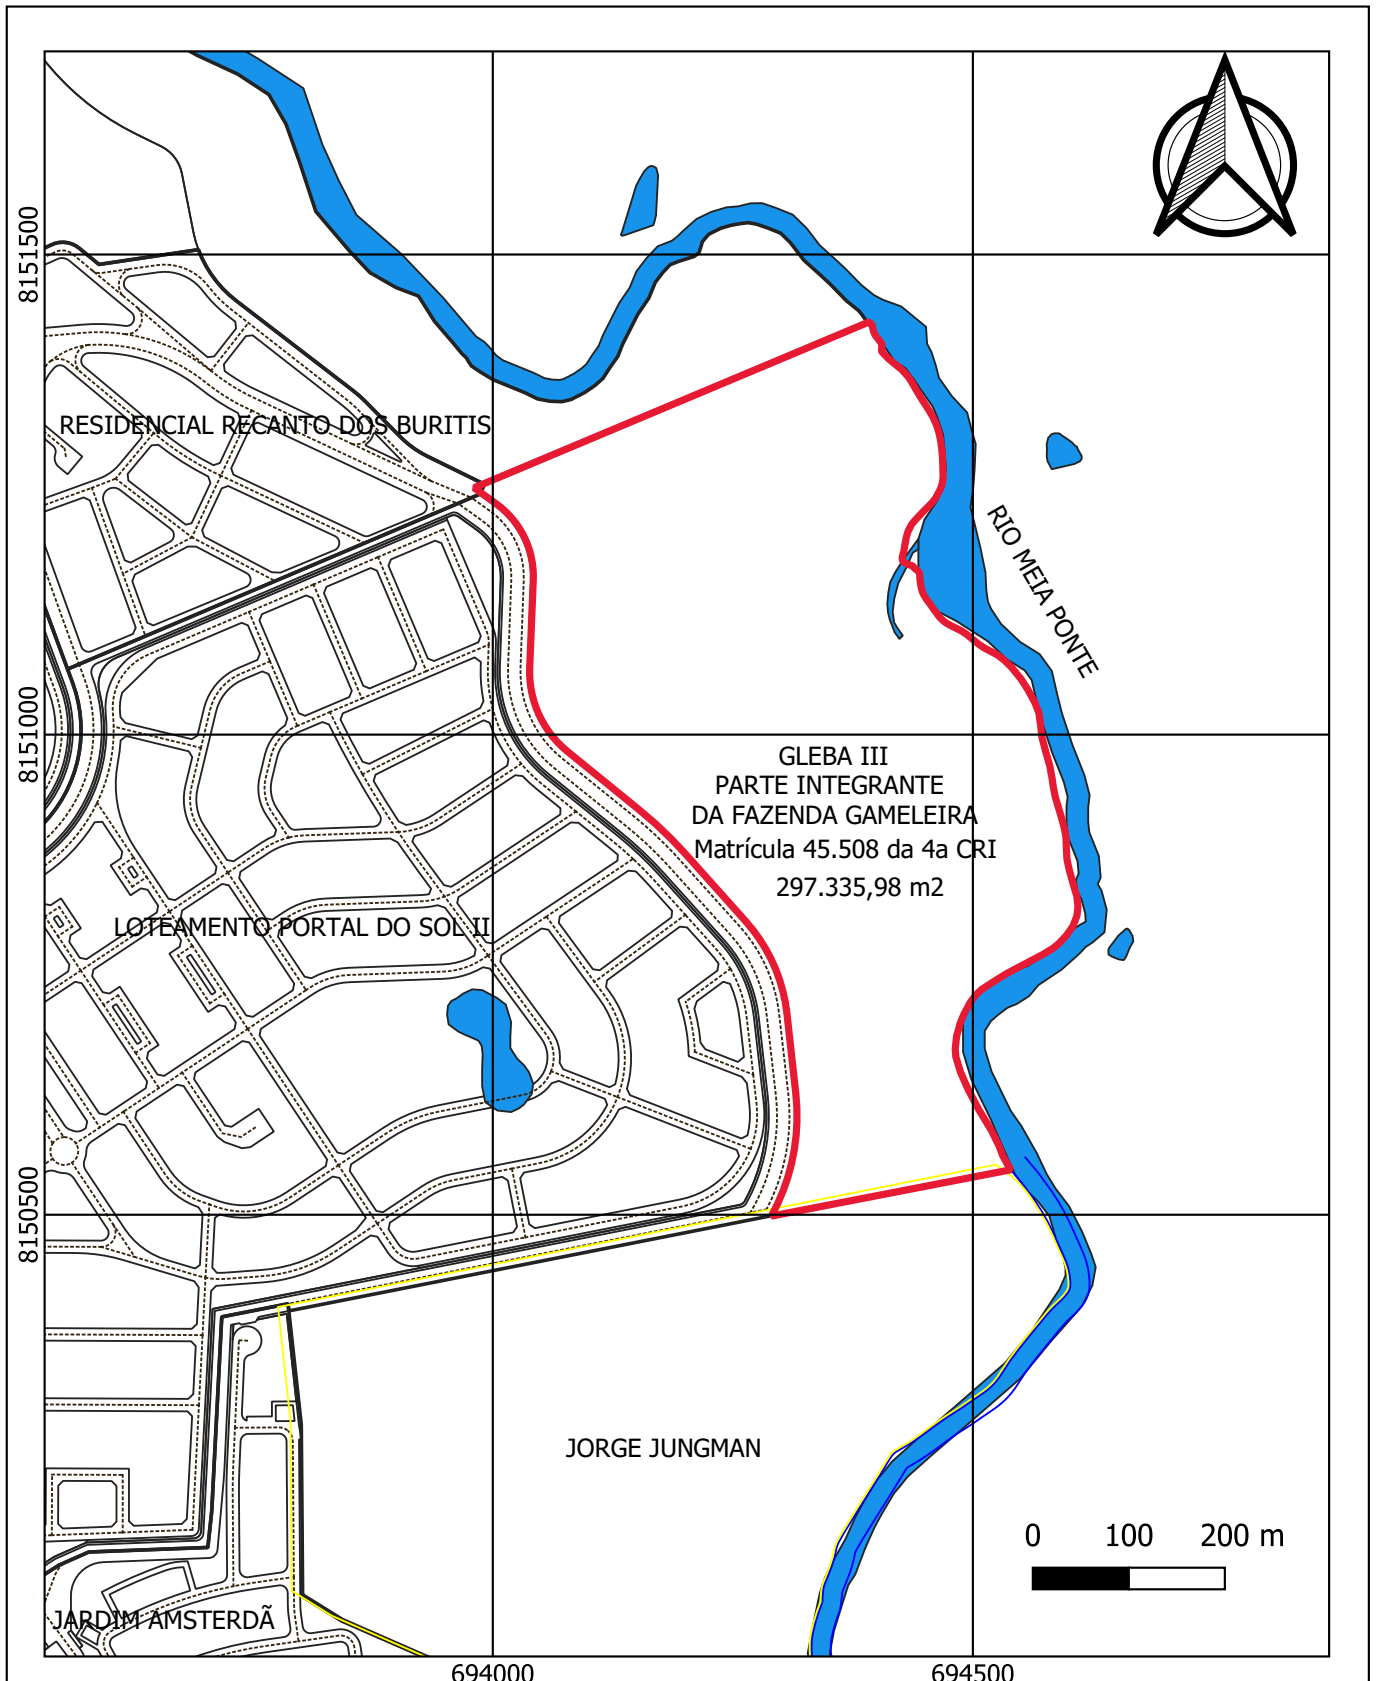 8151500
RESIDENCIAL RECANTO DOS BURITIS
RIO MEIA PONTE
8151000
GLEBA III
PARTE INTEGRANTE
DA FAZENDA GAMELEIRA
Matrícula 45.508 da 4a CRI
297.335,98 m2
LOTEAMENTO PORTAL DO SOL II
8150500
JORGE JUNGMAN
0 100 200 m
JARDIM AMSTERDÃ
694000 694500